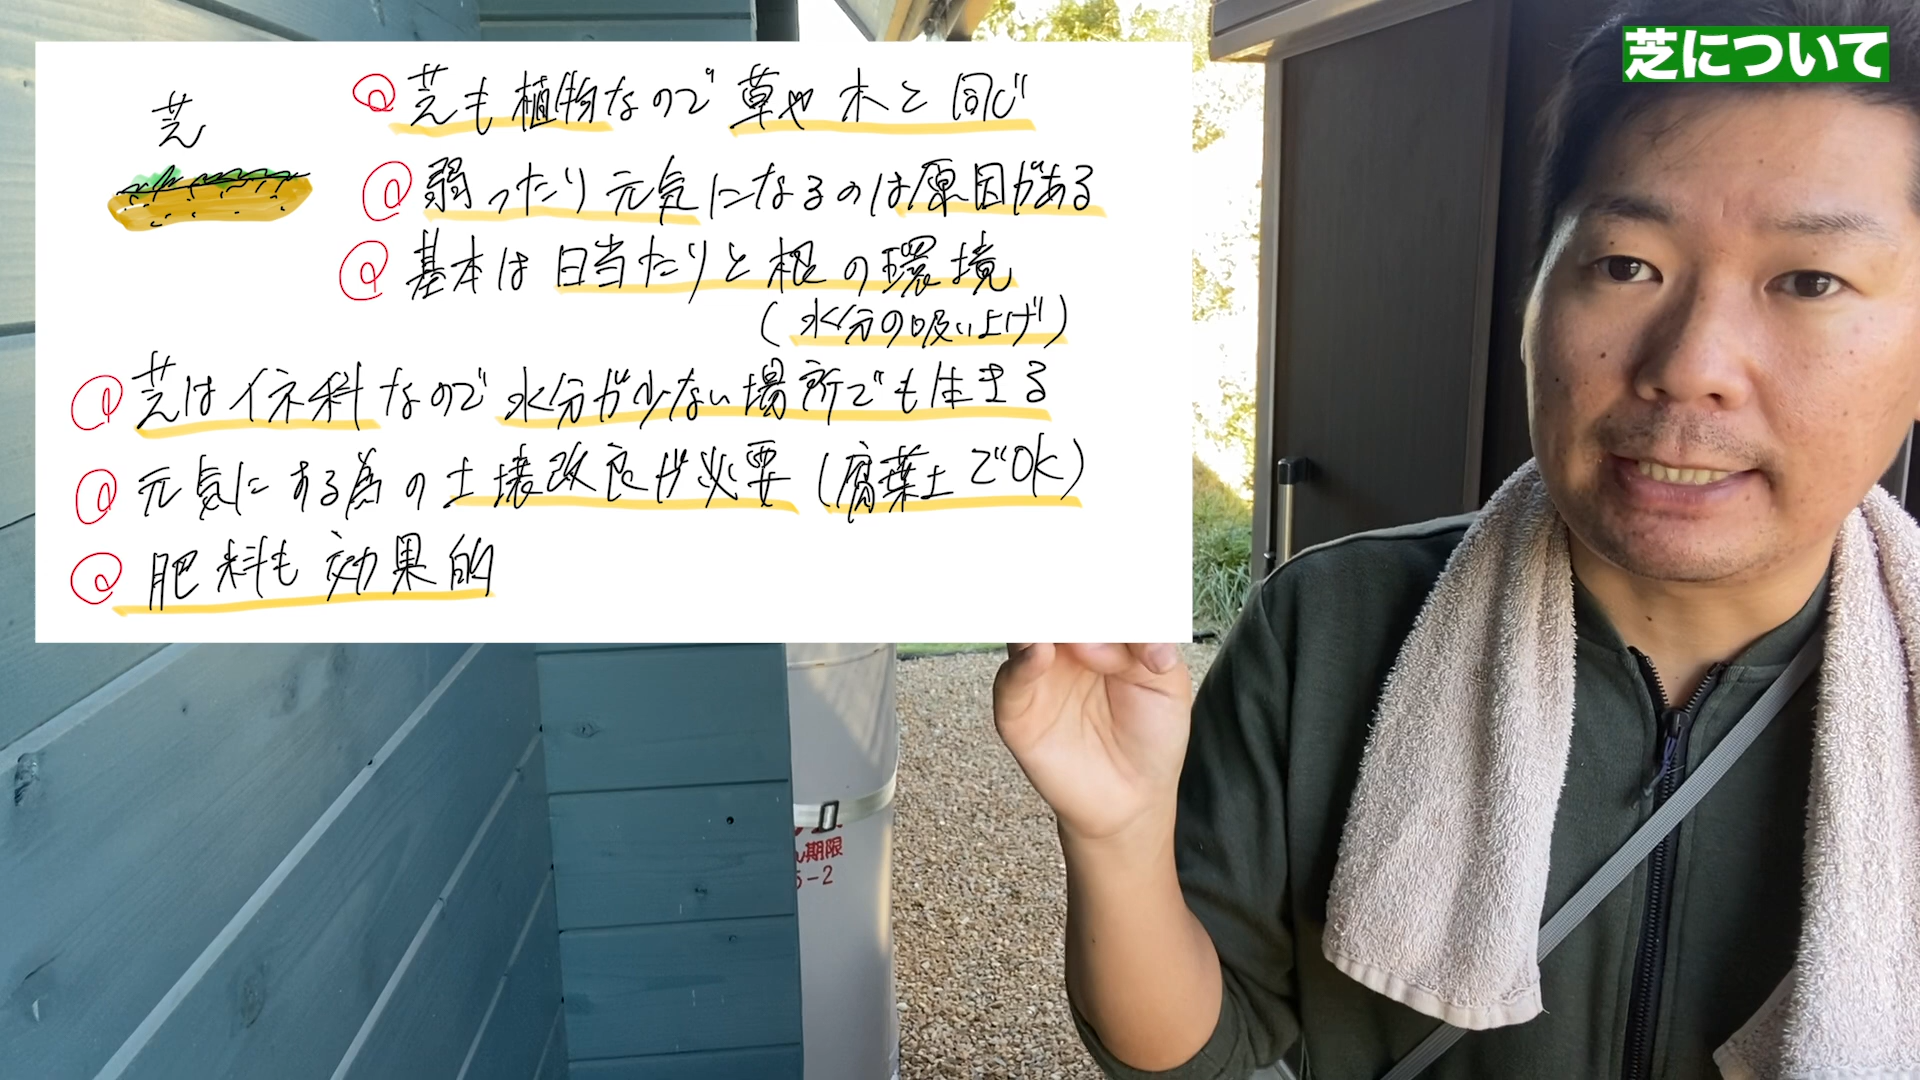 芝について
芝
芝も植物なので草や木と同じ
弱ったり元気になるのは原因がある
基本は日当たりと根の環境
(水分の吸い上げ)
芝はイネ科なので水分が少ない場所でも生きる
元気にする為の土壌改良が必要(腐葉土でOK)
肥料も効果的
期限
5-2